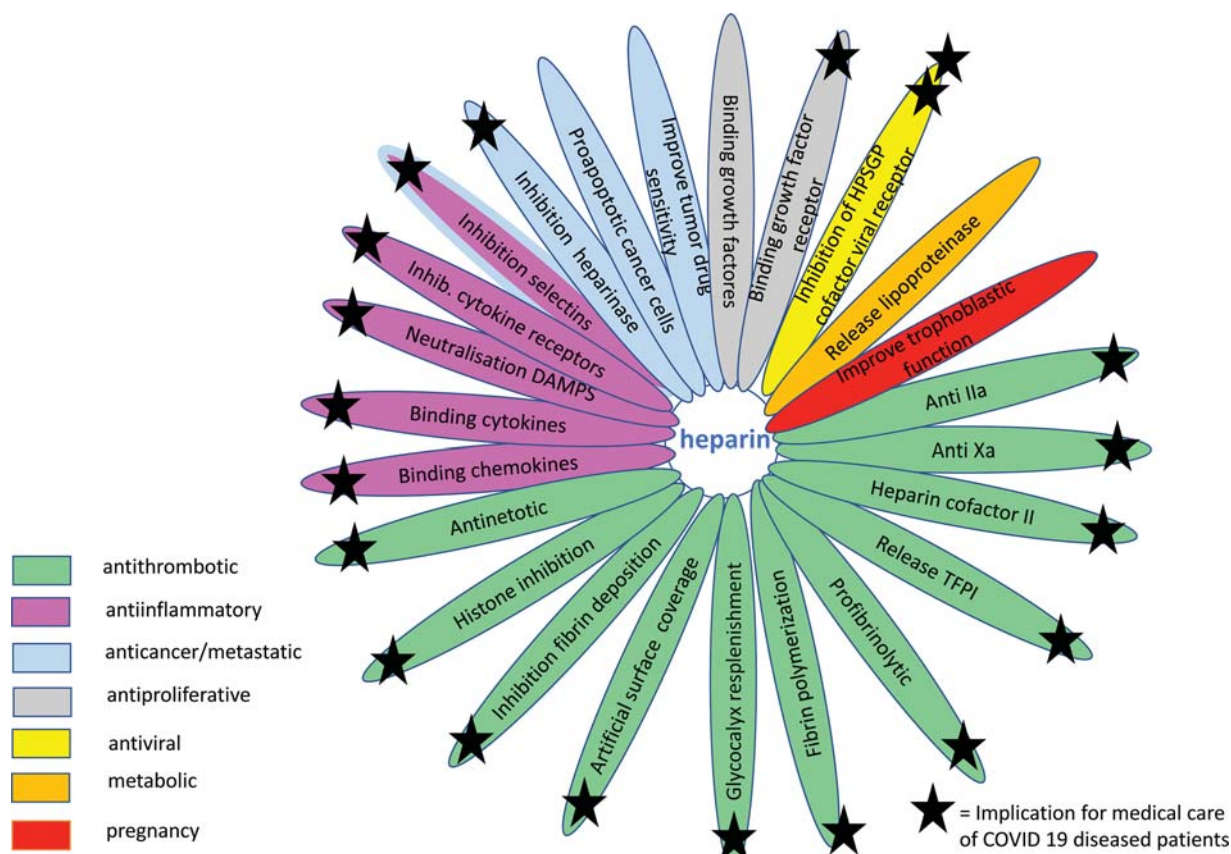 Binding growth factores
Binding growth factor
receptor
Inhibition of HPSGP
cofactor viral receptor
Release lipoproteinase
Improve trophoblastic
function
Anti IIa
Anti Xa
Heparin cofactor II
Release TFPI
Profibrinolytic
Fibrin polymerization
Glycocalyx resplenishment
Artificial surface coverage
Inhibition fibrin deposition
Histone inhibition
Antinetotic
Binding chemokines
Binding cytokines
Neutralisation DAMPS
Inhib. cytokine receptors
Inhibition selectins
Inhibition heparinase
Proapoptotic cancer cells
Improve tumor drug
sensitivity
heparin
antithrombotic
antiinflammatory
anticancer/metastatic
antiproliferative
antiviral
metabolic
pregnancy
= Implication for medical care
of COVID 19 diseased patients